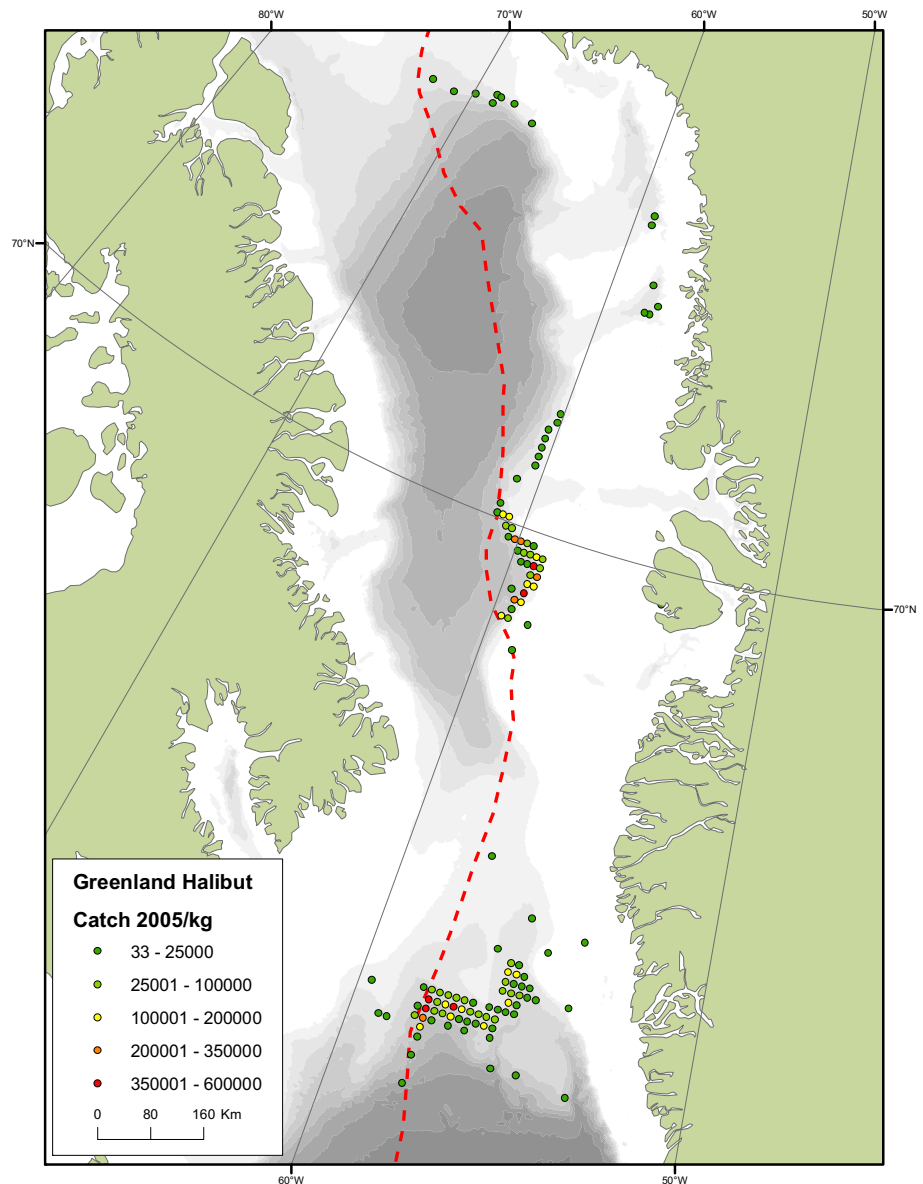 80°W
70°W
60°W
50°W
70°N
70°N
Greenland Halibut
Catch 2005/kg
33 - 25000
25001 - 100000
100001 - 200000
200001 - 350000
350001 - 600000
0 80 160 Km
60°W
50°W